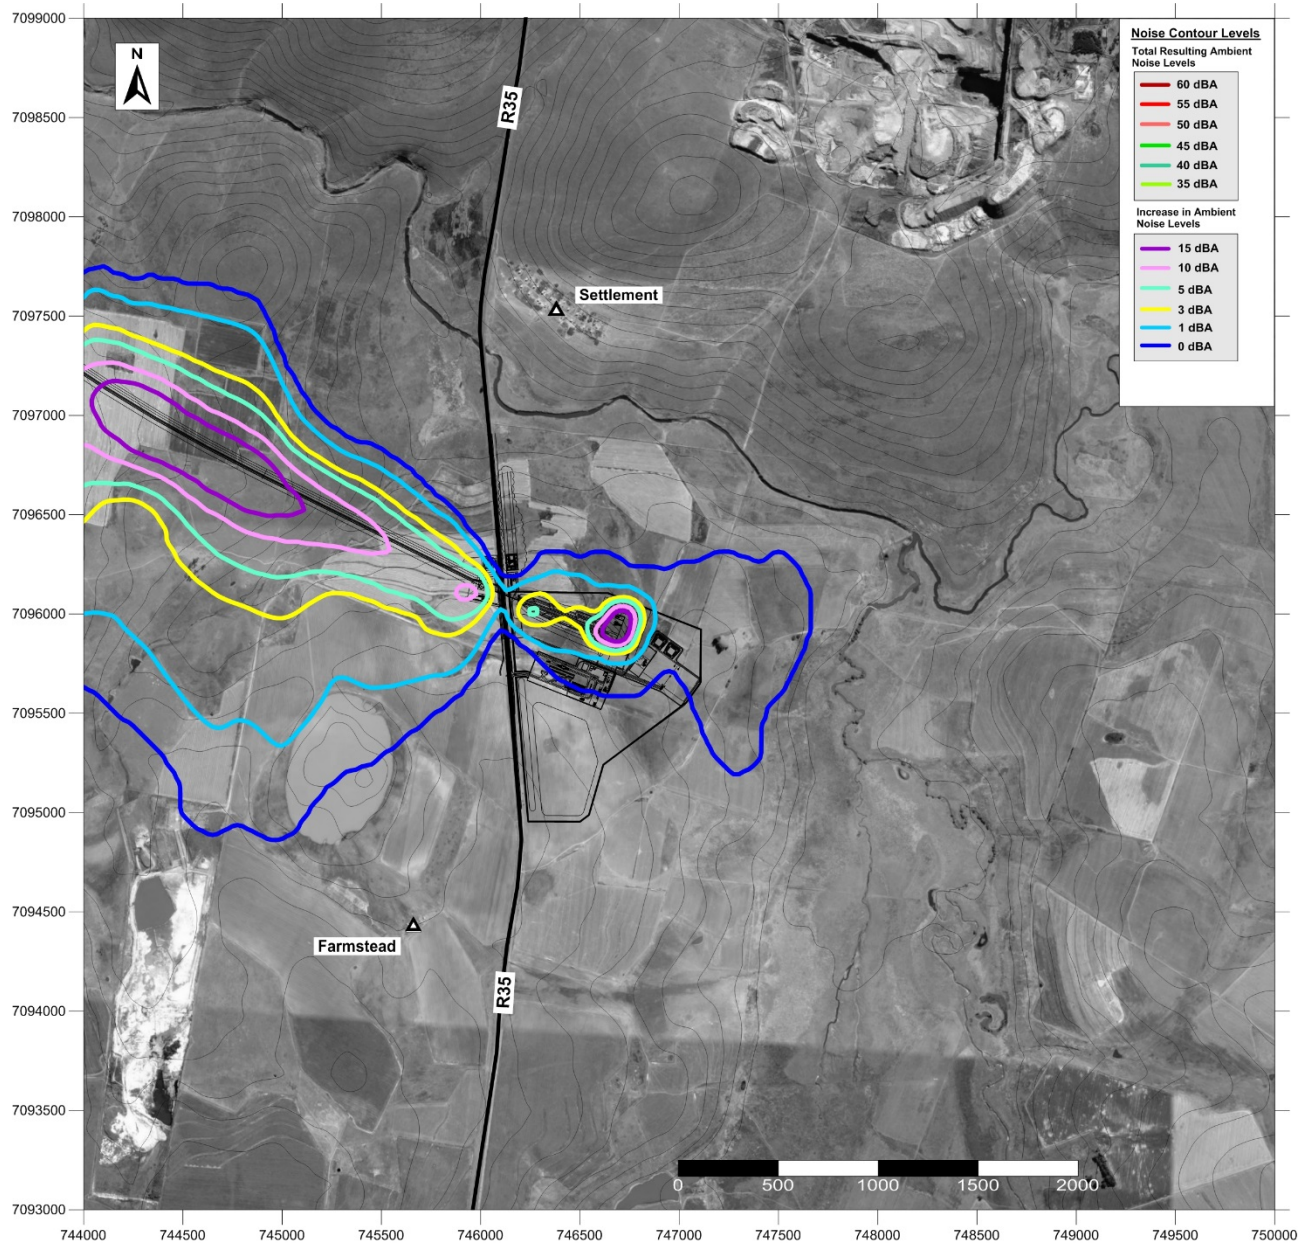 7099000
7098500
7098000
7097500
7097000
7096500
7096000
7095500
7095000
7094500
7094000
7093500
7093000
744000 744500 745000 745500 746000 746500 747000 747500 748000 748500 749000 749500 750000
N
R35
Settlement
Farmstead
R35
0 500 1000 1500 2000
Noise Contour Levels
Total Resulting Ambient
Noise Levels
60 dBA
55 dBA
50 dBA
45 dBA
40 dBA
35 dBA
Increase in Ambient
Noise Levels
15 dBA
10 dBA
5 dBA
3 dBA
1 dBA
0 dBA